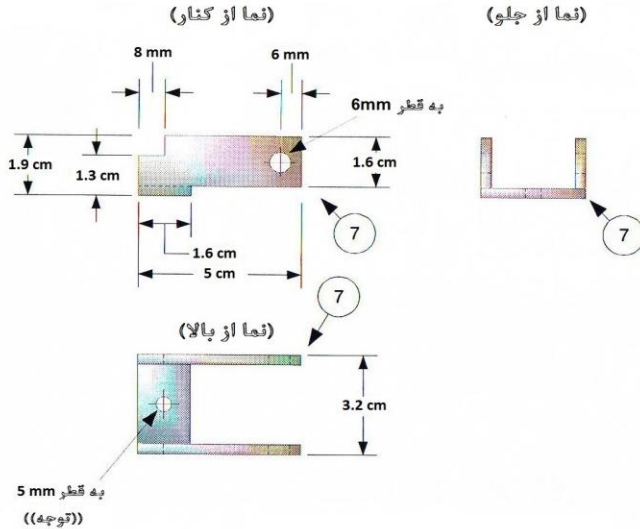 (نما از کنار)
(نما از جلو)
8 mm
6 mm
به قطر 6mm
1.9 cm
1.3 cm
1.6 cm
7
7
1.6 cm
5 cm
7
(نما از بالا)
3.2 cm
به قطر 5 mm
((توجه))